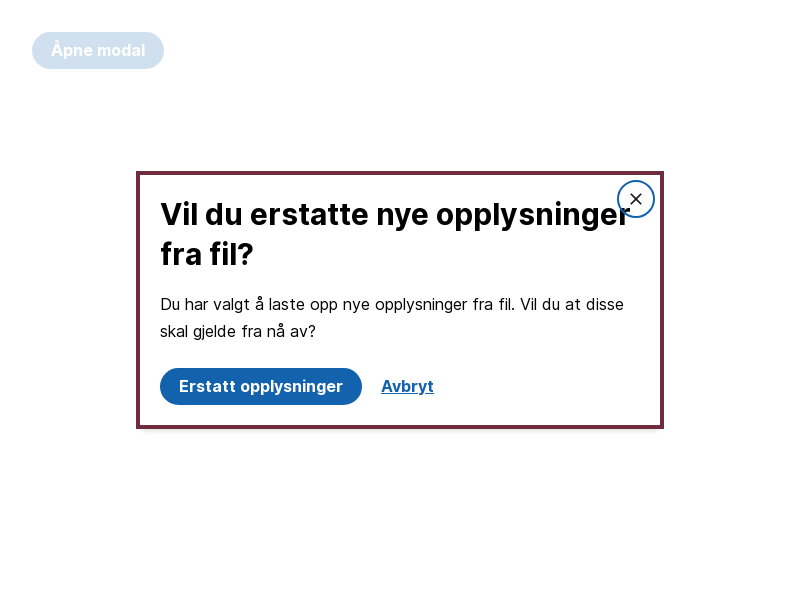 Åpne modal
Vil du erstatte nye opplysninger
fra fil?
Du har valgt å laste opp nye opplysninger fra fil. Vil du at disse
skal gjelde fra nå av?
Erstatt opplysninger
Avbryt